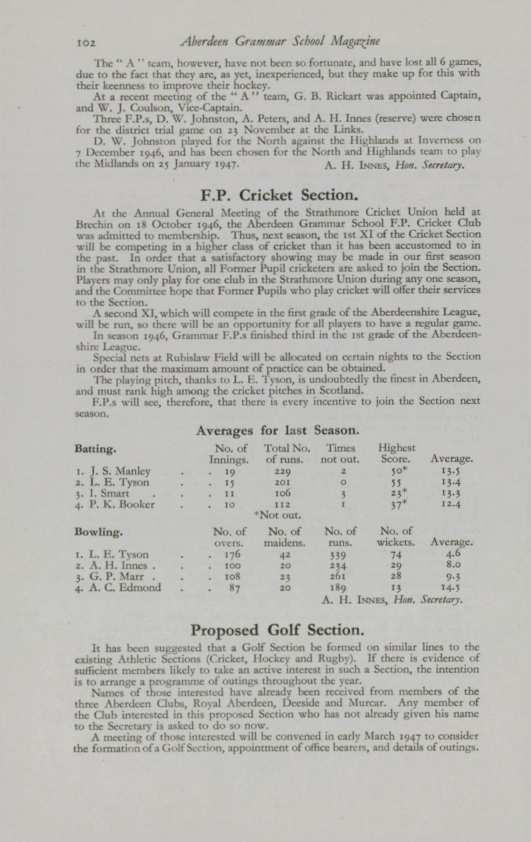 102 Aberdeen Grammar School Magazine
The “ A ” team, however, have not been so fortunate, and have lost all 6 games,
due to the fact that they are, as yet, inexperienced, but they make up for this with
their keenness to improve their hockey.
At a recent meeting of the “ A ” team, G. B. Rickart was appointed Captain,
and W. J. Coulson, Vice-Captain.
Three F.P.s, D. W. Johnston, A. Peters, and A. H. Innes (reserve) were chosen
for the district trial game on 23 November at the Links.
D. W. Johnston played for the North against the Highlands at Inverness on
7 December 1946, and has been chosen for the North and Highlands team to play
the Midlands on 25 January 1947. A. H. Innes, Hon. Secretary.
F.P. Cricket Section.
At the Annual General Meeting of the Strathmore Cricket Union held at
Brechin on 18 October 1946, the Aberdeen Grammar School F.P. Cricket Club
was admitted to membership. Thus, next season, the 1st XI of the Cricket Section
will be competing in a higher class of cricket than it has been accustomed to in
the past. In order that a satisfactory showing may be made in our first season
in the Strathmore Union, all Former Pupil cricketers are asked to join the Section.
Players may only play for one club in the Strathmore Union during any one season,
and the Committee hope that Former Pupils who play cricket will offer their services
to the Section.
A second XI, which will compete in the first grade of the Aberdeenshire League,
will be run, so there will be an opportunity for all players to have a regular game.
In season 1946, Grammar F.P.s finished third in the 1st grade of the Aberdeen-
shire League.
Special nets at Rubislaw Field will be allocated on certain nights to the Section
in order that the maximum amount of practice can be obtained.
The playing pitch, thanks to L. E. Tyson, is undoubtedly the finest in Aberdeen,
and must rank high among the cricket pitches in Scotland.
F.P.s will see, therefore, that there is every incentive to join the Section next
season.
Averages for last Season.
Batting. No. of Total No. Times Highest
Innings. of runs. not out. Score. Average.
1. J. S. Manley . . 19 229 2 50* 13.5
2. L. E. Tyson . . 15 201 0 55 13.4
3. I. Smart . . . 11 106 3 23* 13.3
4. P. K. Booker . . 10 112 1 37* 12.4
*Not out.
Bowling. No. of No. of No. of No. of
overs. maidens. runs. wickets. Average.
1. L. E. Tyson . . 176 42 339 74 4.6
2. A. H. Innes . . . 100 20 234 29 8.0
3. G. P. Marr . . . 108 23 261 28 9.3
4. A. C. Edmond . . 87 20 189 13 14.5
A. H. Innes, Hon. Secretary.
Proposed Golf Section.
It has been suggested that a Golf Section be formed on similar lines to the
existing Athletic Sections (Cricket, Hockey and Rugby). If there is evidence of
sufficient members likely to take an active interest in such a Section, the intention
is to arrange a programme of outings throughout the year.
Names of those interested have already been received from members of the
three Aberdeen Clubs, Royal Aberdeen, Deeside and Murcar. Any member of
the Club interested in this proposed Section who has not already given his name
to the Secretary is asked to do so now.
A meeting of those interested will be convened in early March 1947 to consider
the formation of a Golf Section, appointment of office bearers, and details of outings.